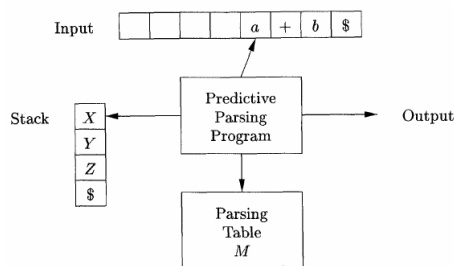 Input a + b $
Predictive
Parsing
Program
Stack X
Y
Z
$
Output
Parsing
Table
M